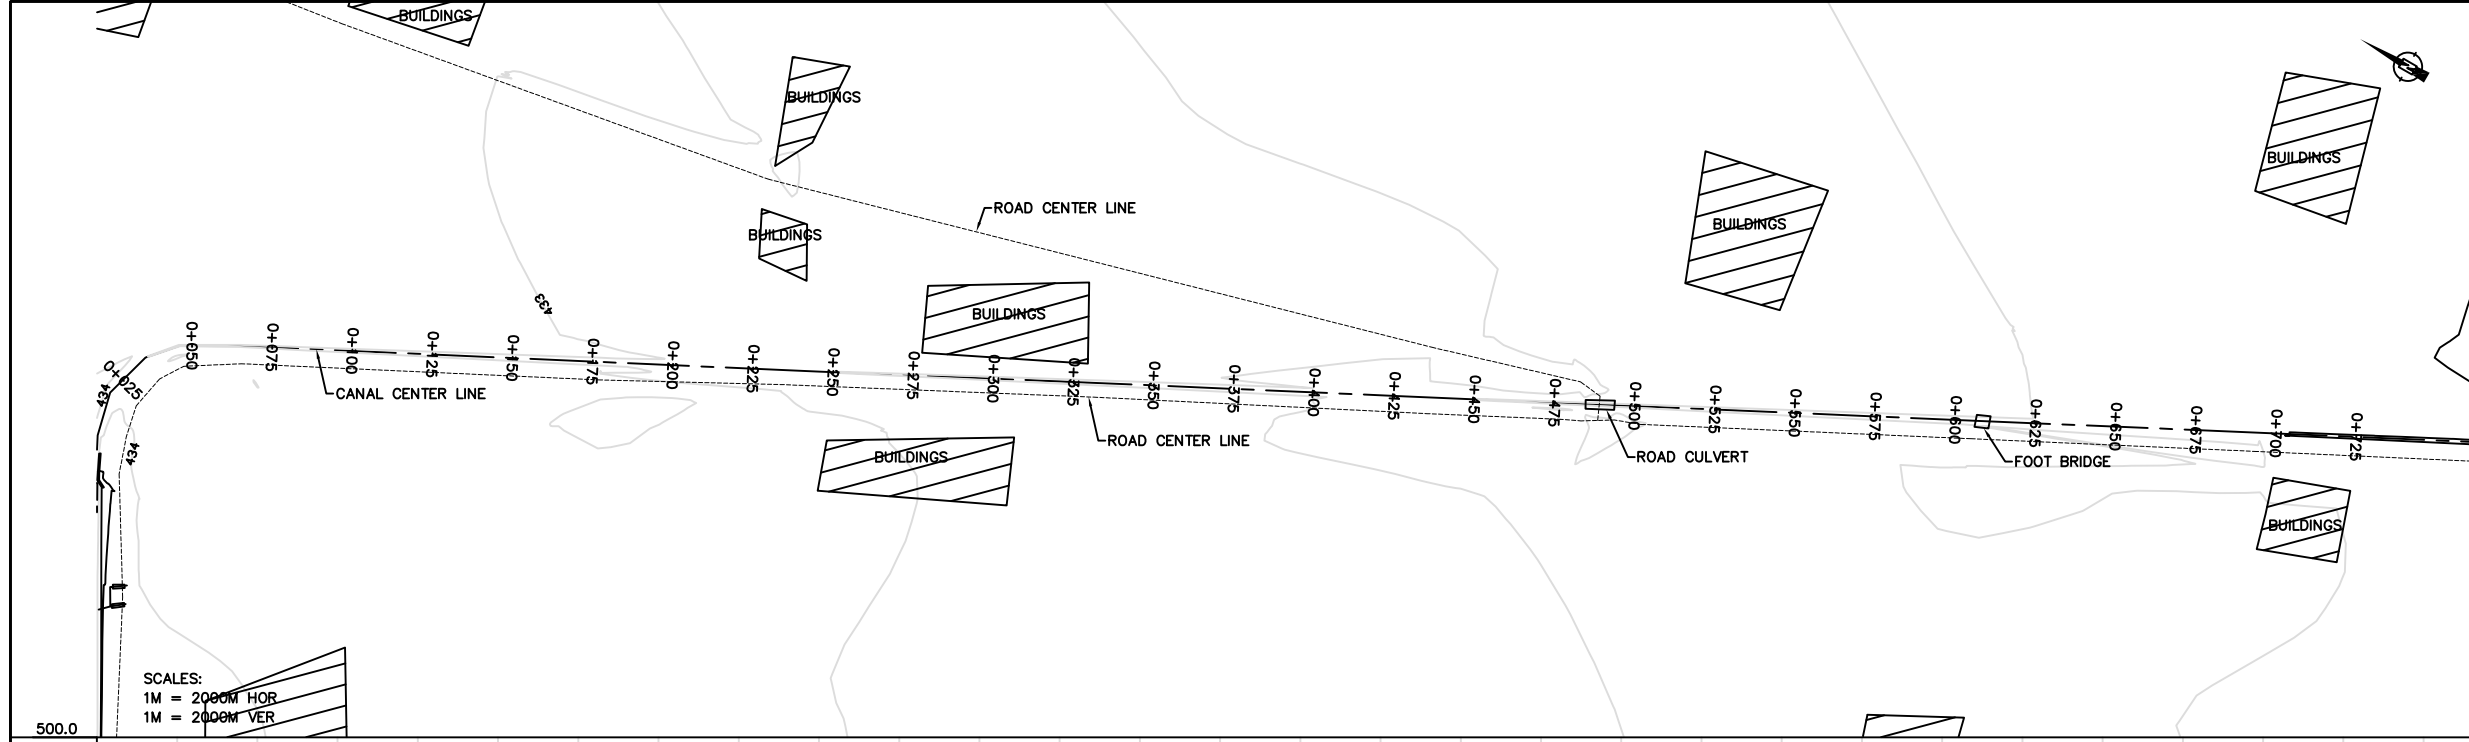 BUILDINGS
BUILDINGS
BUILDINGS
ROAD CENTER LINE
BUILDINGS
BUILDINGS
BUILDINGS
433
BUILDINGS
0+025
0+050
0+075
0+100
0+125
0+150
0+175
0+200
0+225
0+250
0+275
0+300
0+325
0+350
0+375
0+400
0+425
0+450
0+475
0+500
0+525
0+550
0+575
0+600
0+625
0+650
0+675
0+700
0+725
434
CANAL CENTER LINE
434
ROAD CENTER LINE
BUILDINGS
ROAD CULVERT
FOOT BRIDGE
BUILDINGS
SCALES:
1M = 2000M HOR
1M = 2000M VER
500.0